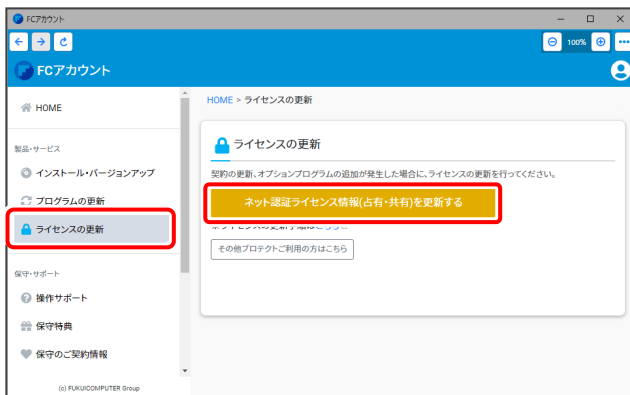 FCアカウント
100%
FCアカウント
HOME
製品・サービス
インストール・バージョンアップ
プログラムの更新
ライセンスの更新
保守・サポート
操作サポート
保守特典
保守のご契約情報
(c) FUKUICOMPUTER Group
HOME > ライセンスの更新
ライセンスの更新
契約の更新、オプションプログラムの追加が発生した場合に、ライセンスの更新を行ってください。
ネット認証ライセンス情報(占有・共有)を更新する
その他プロテクトご利用の方はこちら